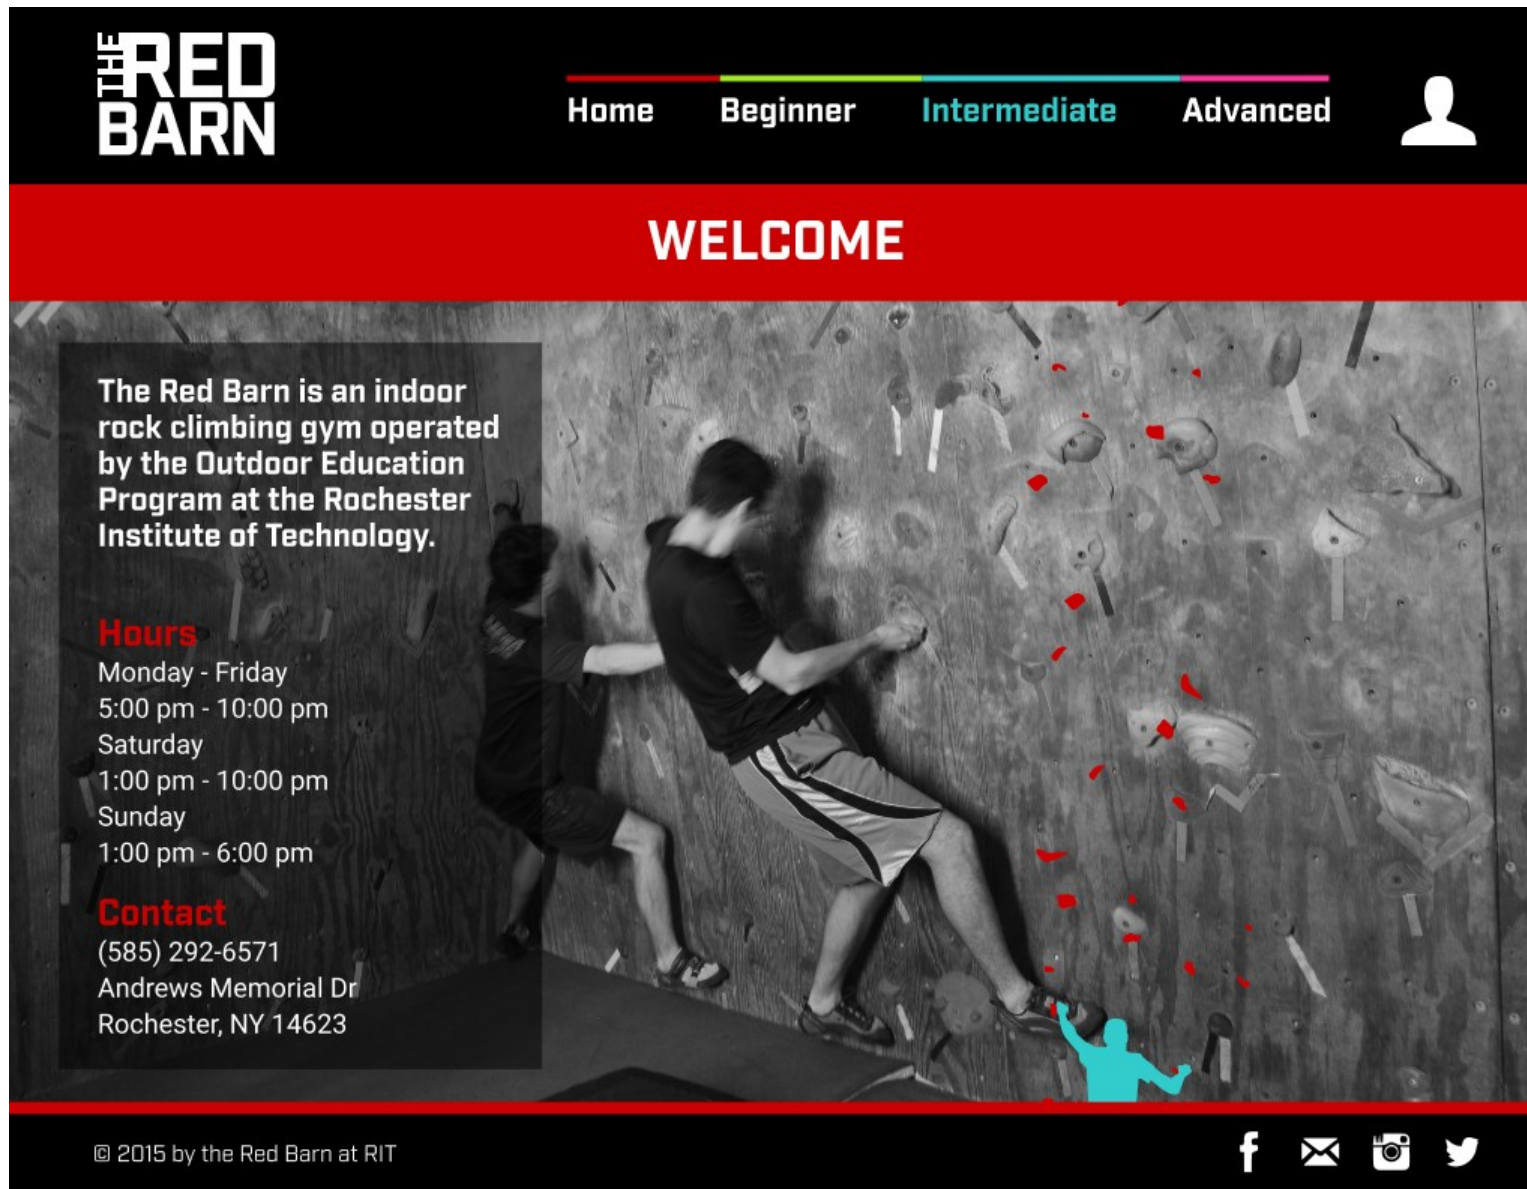 THE RED
BARN
Home Beginner Intermediate Advanced
WELCOME
The Red Barn is an indoor
rock climbing gym operated
by the Outdoor Education
Program at the Rochester
Institute of Technology.
Hours
Monday - Friday
5:00 pm - 10:00 pm
Saturday
1:00 pm - 10:00 pm
Sunday
1:00 pm - 6:00 pm
Contact
(585) 292-6571
Andrews Memorial Dr
Rochester, NY 14623
© 2015 by the Red Barn at RIT